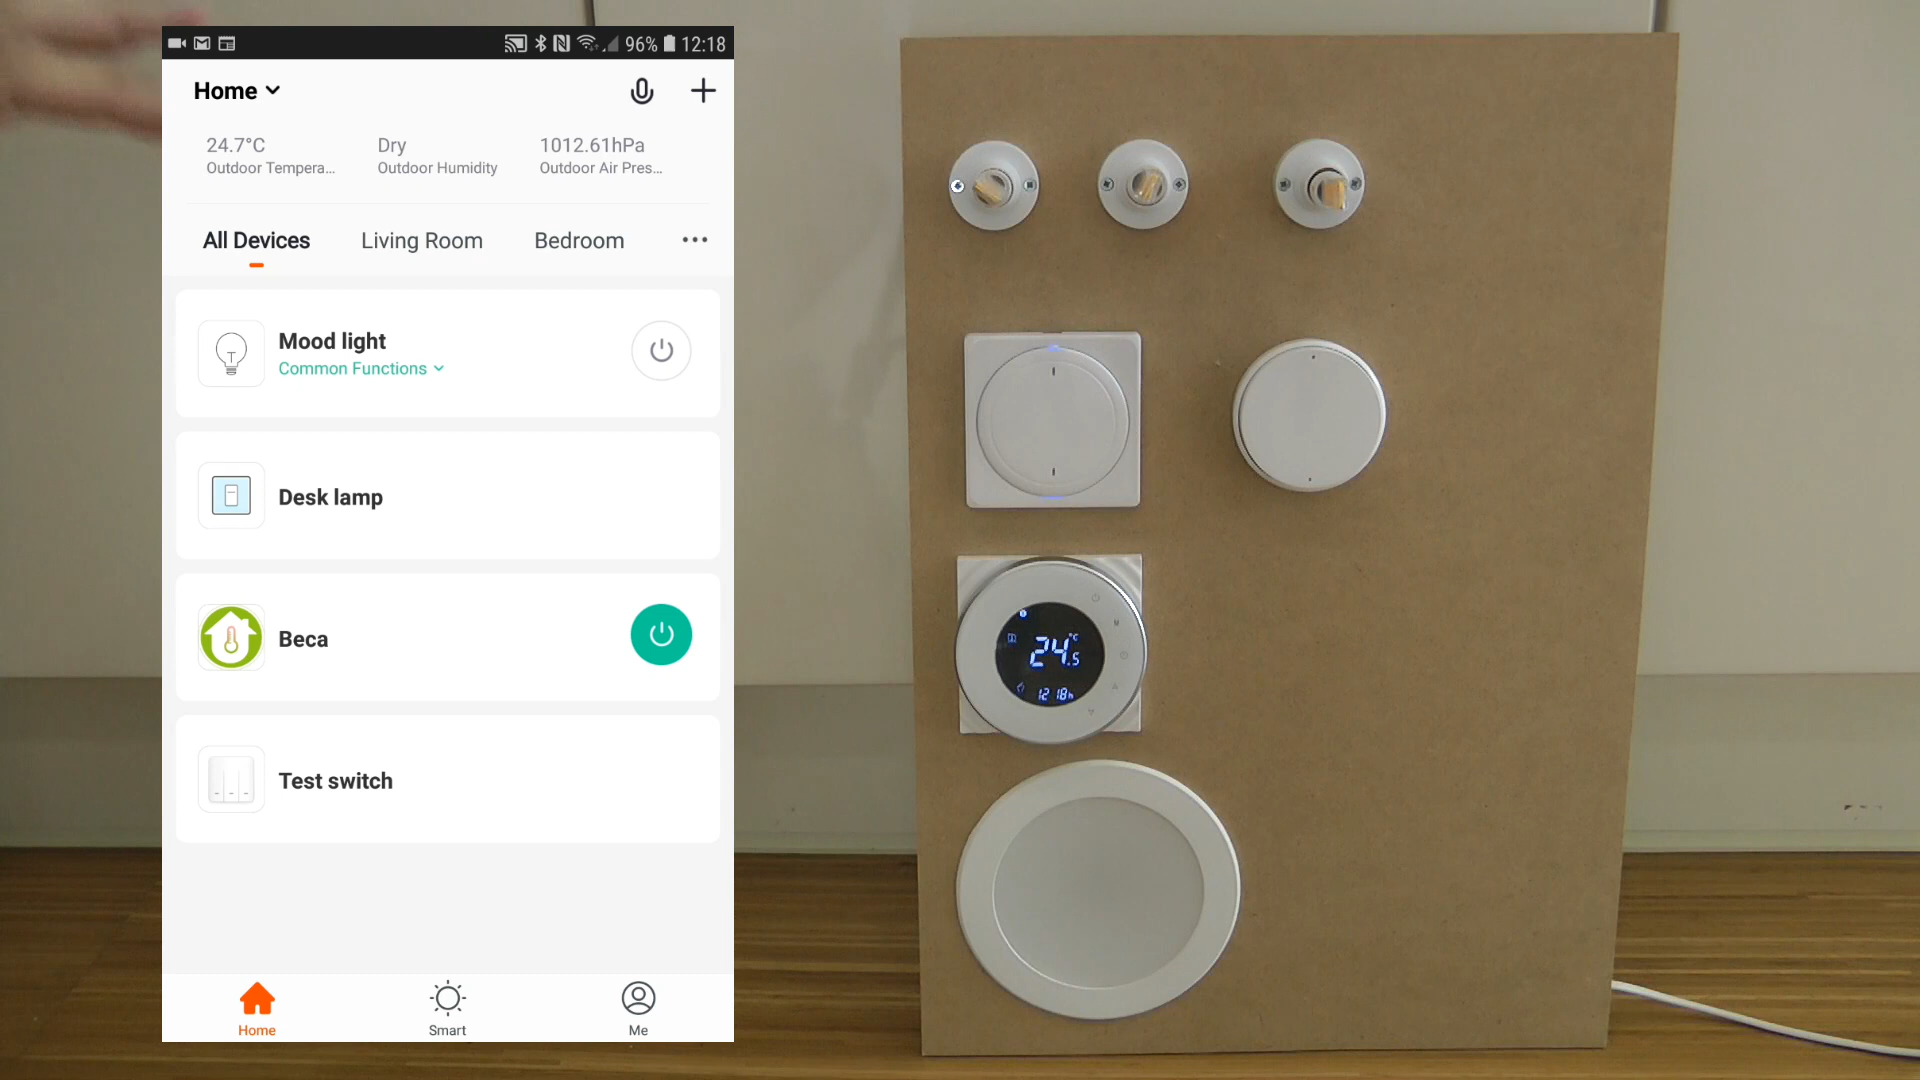 96% 12:18
Home
24.7°C Dry 1012.61hPa
Outdoor Tempera... Outdoor Humidity Outdoor Air Pres...
All Devices Living Room Bedroom
Mood light
Common Functions
Desk lamp
Beca
Test switch
Home Smart Me
24.5 °C
12 18